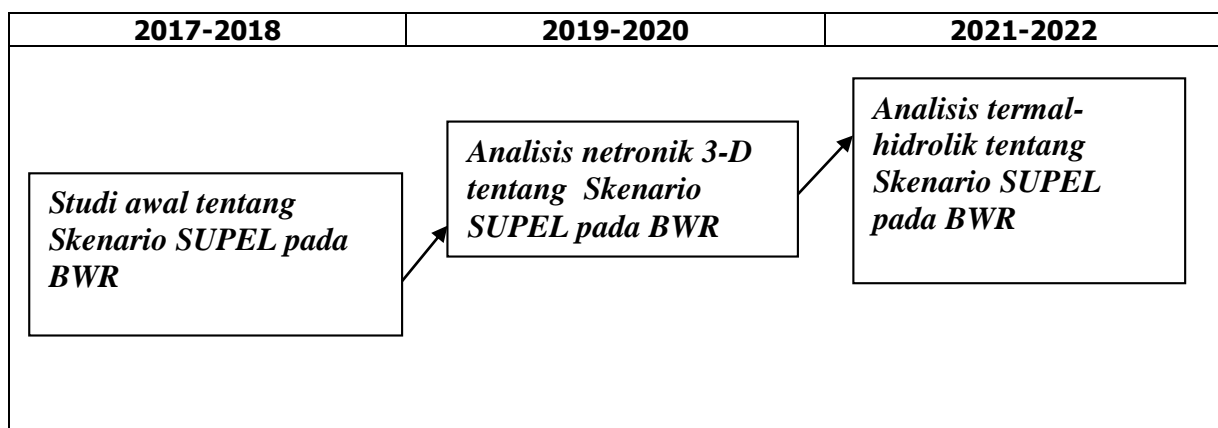 2017-2018 2019-2020 2021-2022
Studi awal tentang
Skenario SUPEL pada
BWR
Analisis netronik 3-D
tentang Skenario
SUPEL pada BWR
Analisis termal-
hidrolik tentang
Skenario SUPEL
pada BWR